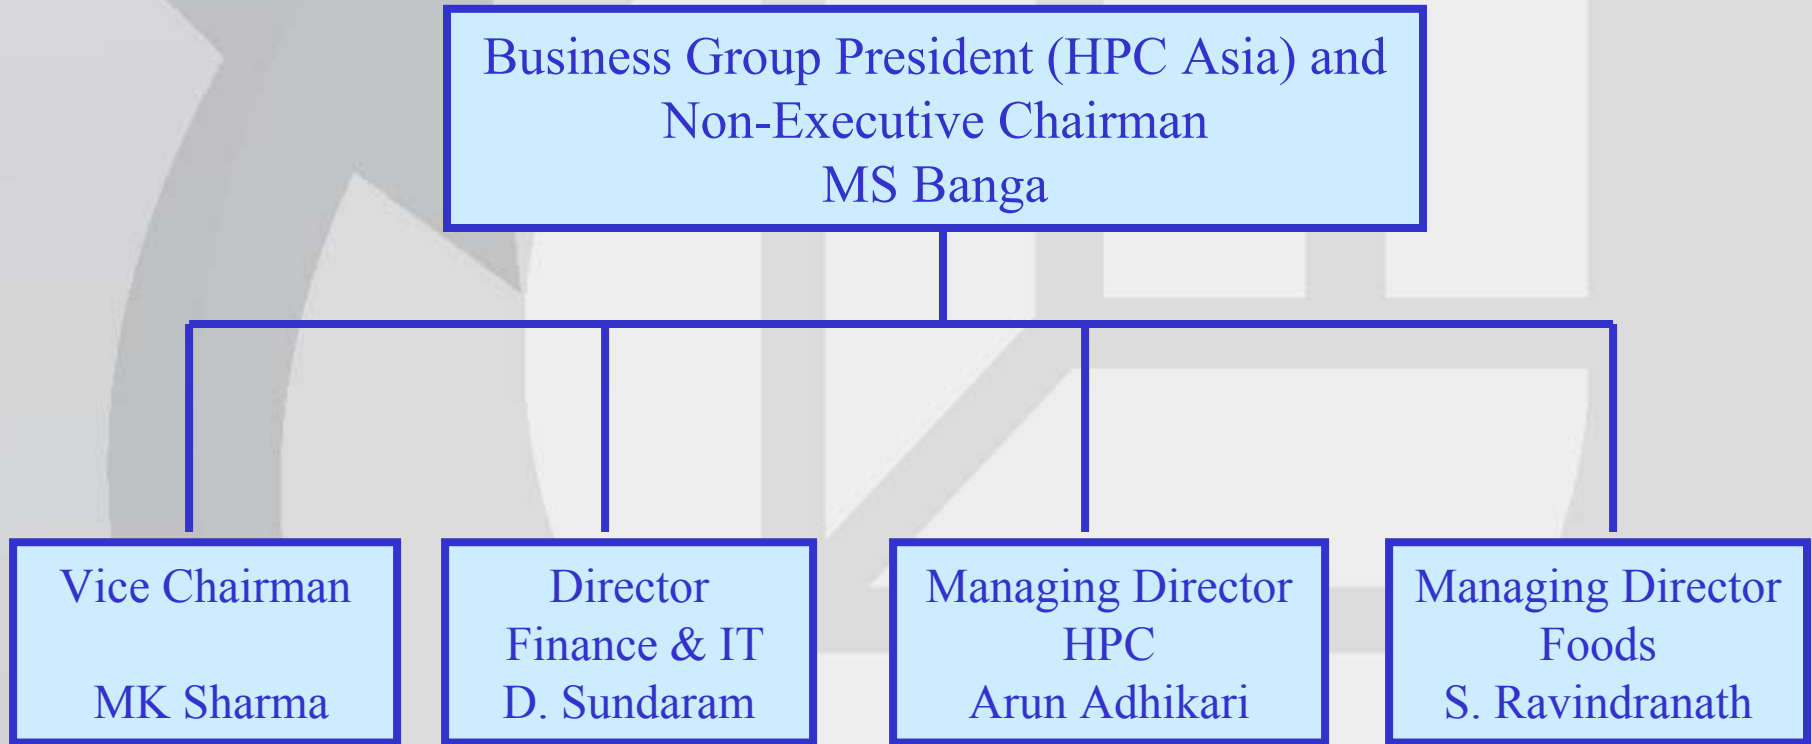 Business Group President (HPC Asia) and
Non-Executive Chairman
MS Banga
Vice Chairman
MK Sharma
Director
Finance & IT
D. Sundaram
Managing Director
HPC
Arun Adhikari
Managing Director
Foods
S. Ravindranath